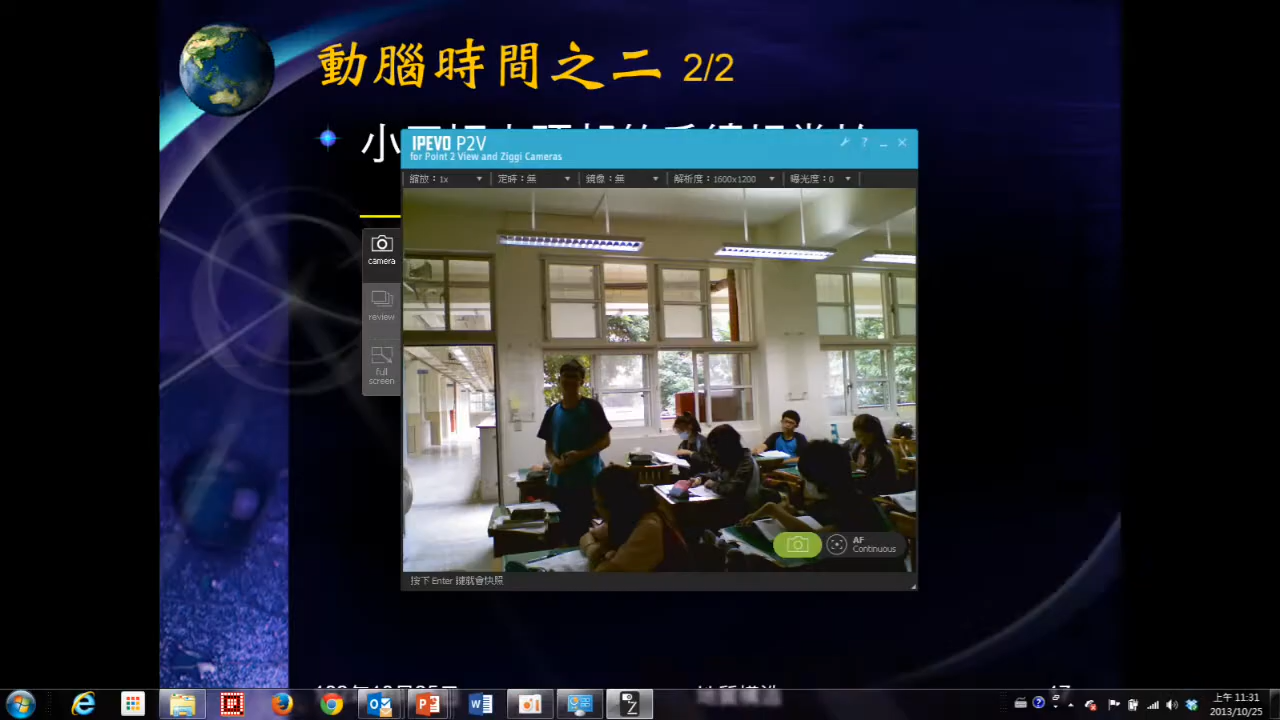 動腦時間之二 2/2
小
IPEVO P2V
for Point 2 View and Ziggi Cameras
縮放：1x 定時：無 鏡像：無 解析度：1600x1200 曝光度：0
camera
review
full
screen
AF
Continuous
按下 Enter 鍵就會快照
上午 11:31
2013/10/25